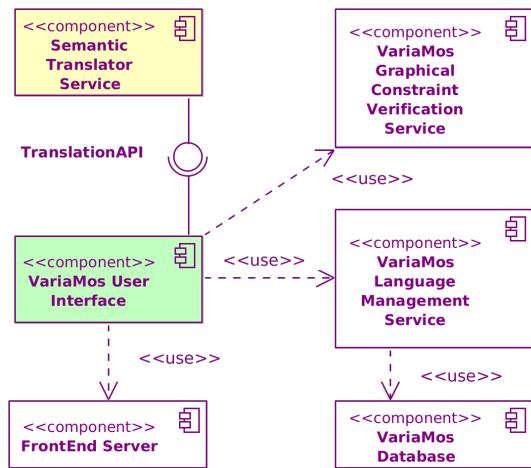 <<component>>
Semantic
Translator
Service
<<component>>
VariaMos
Graphical
Constraint
Verification
Service
TranslationAPI
<<use>>
<<component>>
VariaMos User
Interface
<<use>>
<<component>>
VariaMos
Language
Management
Service
<<use>>
<<use>>
<<component>>
FrontEnd Server
<<component>>
VariaMos
Database